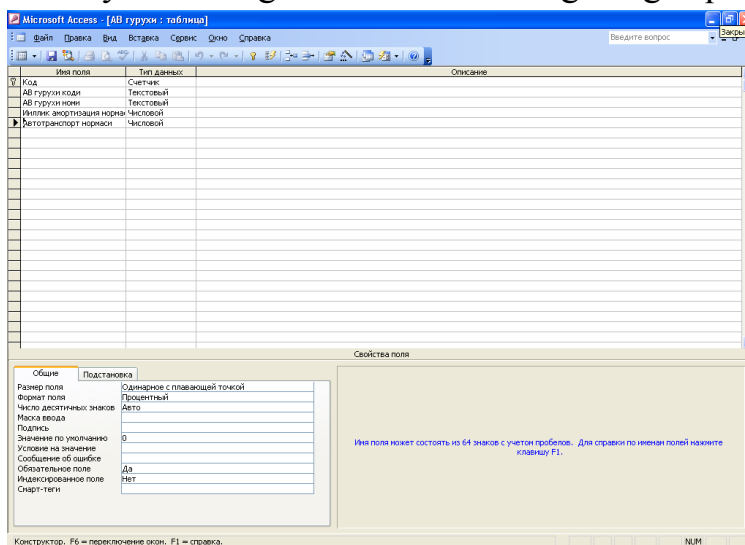 Microsoft Access - [АВ гурухи : таблица]
Файл Правка Вид Вставка Сервис Окно Справка Введите вопрос
Закры
Имя поля Тип данных Описание
Код Счетчик
АВ гурухи коди Текстовый
АВ гурухи номи Текстовый
Йиллик амортизация норма Числовой
Автотранспорт нормаси Числовой
Свойства поля
Общие Подстановка
Размер поля Одинарное с плавающей точкой
Формат поля Процентный
Число десятичных знаков Авто
Маска ввода
Подпись
Значение по умолчанию 0
Условие на значение
Сообщение об ошибке
Обязательное поле Да
Индексированное поле Нет
Смарт-теги
Имя поля может состоять из 64 знаков с учетом пробелов. Для справки по именам полей нажмите
клавишу F1.
Конструктор. F6 = переключение окон. F1 = справка. NUM